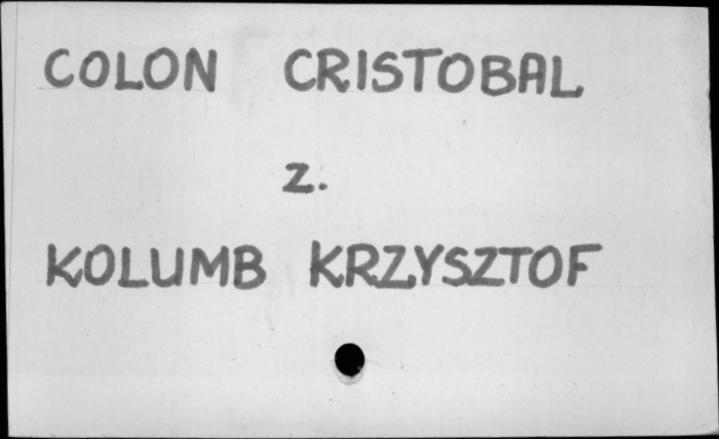 COLON CRISTOBAL
z.
KOLUMB KRZYSZTOF